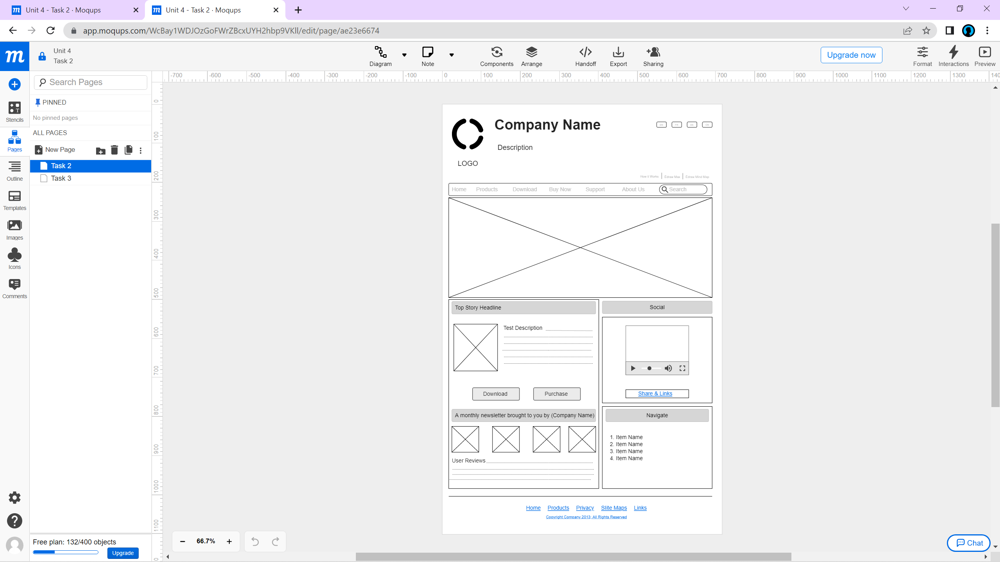 Unit 4 - Task 2 · Moqups
Unit 4 - Task 2 · Moqups
app.moqups.com/WcBay1WDJOzGoFWrZBcxUYH2hbp9VKll/edit/page/ae23e6674
m
Unit 4
Task 2
Diagram
Note
Components
Arrange
Handoff
Export
Sharing
Upgrade now
Format
Interactions
Preview
-700 -600 -500 -400 -300 -200 -100 0 100 200 300 400 500 600 700 800 900 1000 1100 1200 1300 140
Search Pages
PINNED
No pinned pages
ALL PAGES
New Page
Task 2
Task 3
Stencils
Pages
Outline
Templates
Images
Icons
Comments
0 100 200 300 400 500 600 700 800 900 1000 1100 0
Company Name
EN FR DE CN
Description
LOGO
How it Works
Edraw Max
Edraw Mind Map
Home Products Download Buy Now Support About Us Search
Top Story Headline
Social
Test Description
Download
Purchase
Share & Links
A monthly newsletter brought to you by (Company Name)
Navigate
1. Item Name
2. Item Name
3. Item Name
4. Item Name
User Reviews
Home Products Privacy Slite Maps Links
Copyright Company 2013; All Rights Reserved
Free plan: 132/400 objects
Upgrade
66.7%
Chat